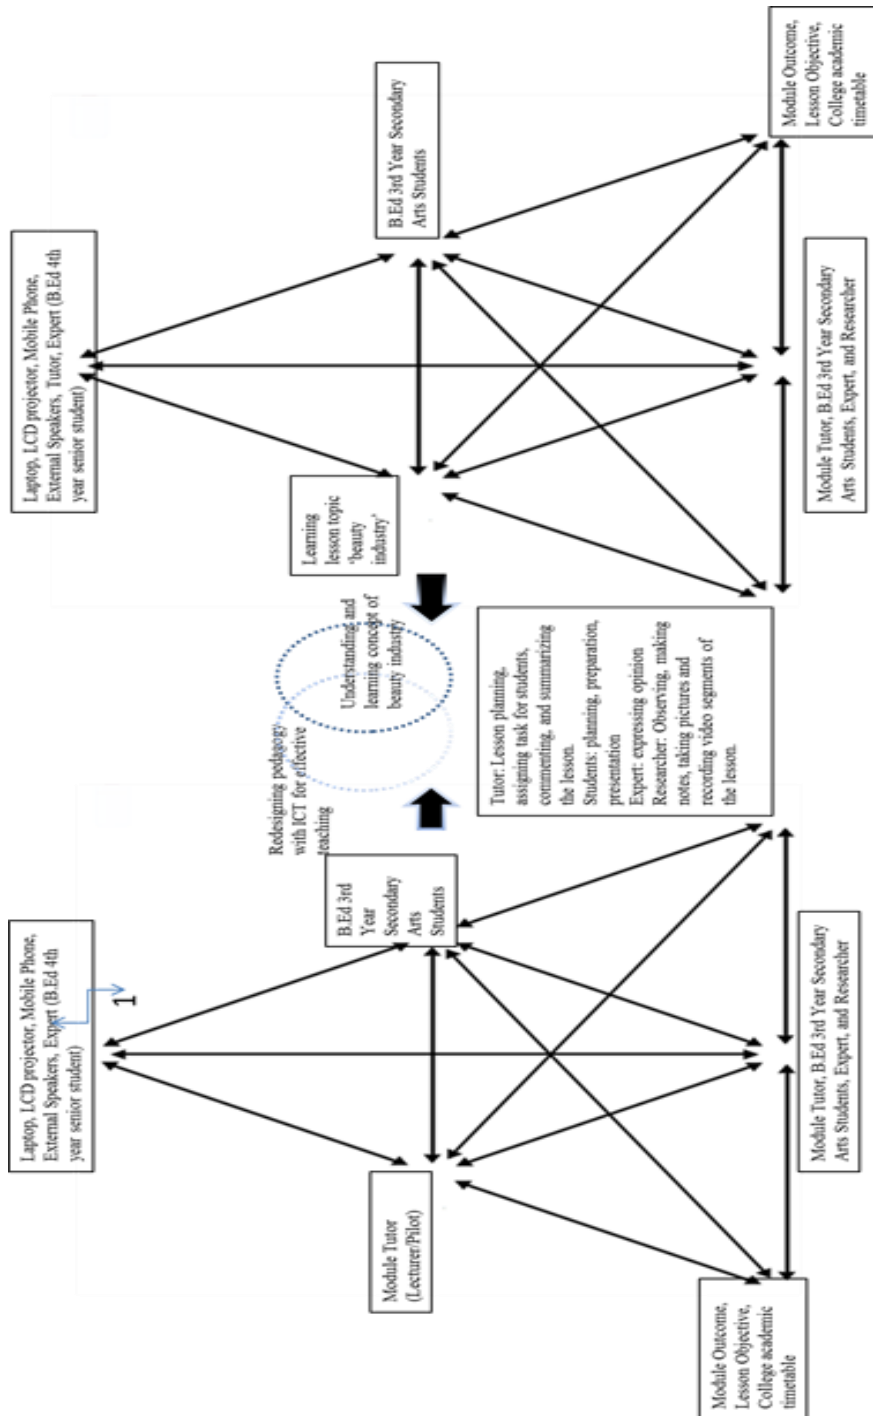 Laptop, LCD projector, Mobile Phone,
External Speakers, Expert (B.Ed 4th
year senior student)
1
Module Tutor
(Lecturer/Pilot)
B.Ed 3rd
Year
Secondary
Arts
Students
Module Outcome,
Lesson Objective,
College academic
timetable
Module Tutor, B.Ed 3rd Year Secondary
Arts Students, Expert, and Researcher
Redesigning pedagogy
with ICT for effective
teaching
Understanding and
learning concept of
beauty industry
Tutor: Lesson planning,
assigning task for students,
commenting, and summarizing
the lesson.
Students: planning, preparation,
presentation
Expert: expressing opinion
Researcher: Observing, making
notes, taking pictures and
recording video segments of
the lesson.
Laptop, LCD projector, Mobile Phone,
External Speakers, Tutor, Expert (B.Ed 4th
year senior student)
Learning
lesson topic
‘beauty
industry’
B.Ed 3rd Year Secondary
Arts Students
Module Tutor, B.Ed 3rd Year Secondary
Arts Students, Expert, and Researcher
Module Outcome,
Lesson Objective,
College academic
timetable